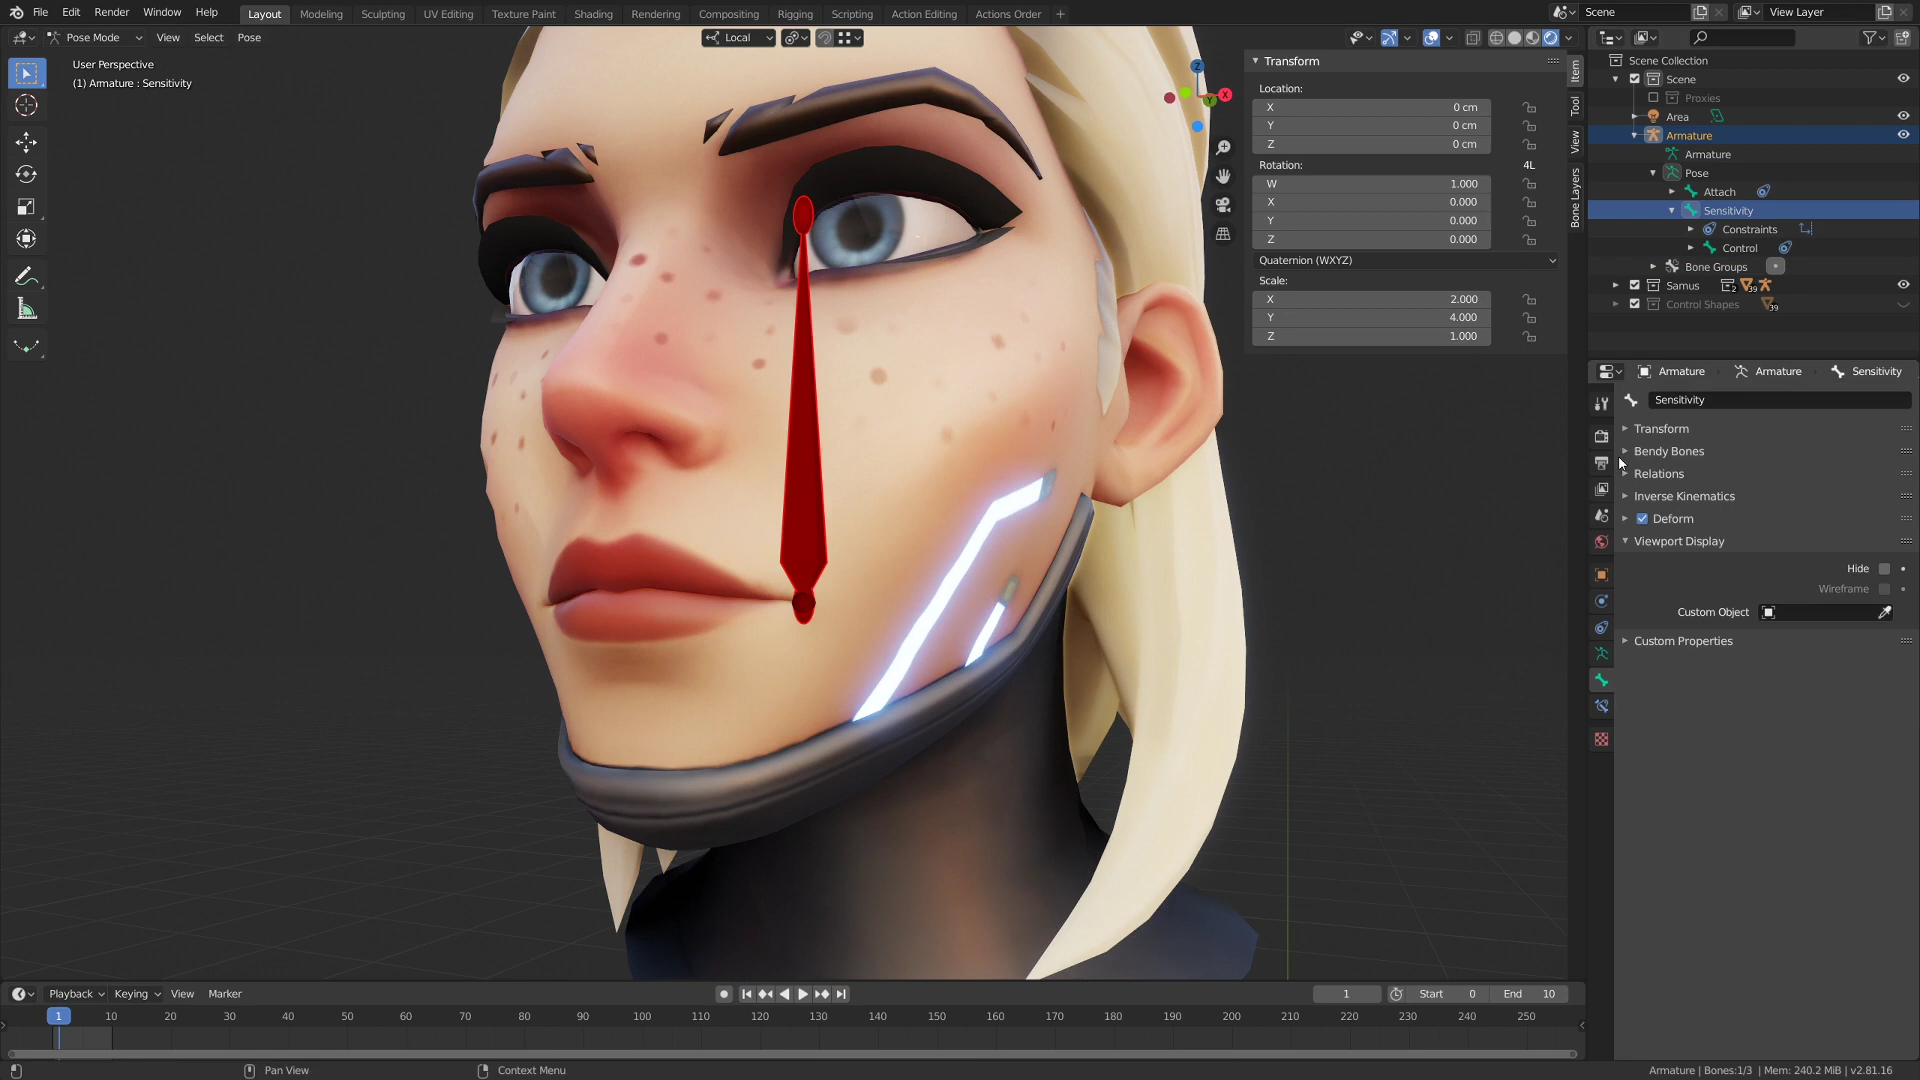 File Edit Render Window Help Layout Modeling Sculpting UV Editing Texture Paint Shading Rendering Compositing Rigging Scripting Action Editing Actions Order + Scene View Layer
Pose Mode View Select Pose Local
User Perspective
(1) Armature : Sensitivity
Z
X
Y
Transform
Location:
X 0 cm
Y 0 cm
Z 0 cm
Rotation: 4L
W 1.000
X 0.000
Y 0.000
Z 0.000
Quaternion (WXYZ)
Scale:
X 2.000
Y 4.000
Z 1.000
Item
Tool
View
Bone Layers
Scene Collection
Scene
Proxies
Area
Armature
Armature
Pose
Attach
Sensitivity
Constraints
Control
Bone Groups
Samus 2 39
Control Shapes 39
Armature Armature Sensitivity
Sensitivity
Transform
Bendy Bones
Relations
Inverse Kinematics
Deform
Viewport Display
Hide
Wireframe
Custom Object
Custom Properties
Playback Keying View Marker 1 Start 0 End 10
1 10 20 30 40 50 60 70 80 90 100 110 120 130 140 150 160 170 180 190 200 210 220 230 240 250
Pan View Context Menu Armature | Bones:1/3 | Mem: 240.2 MiB | v2.81.16